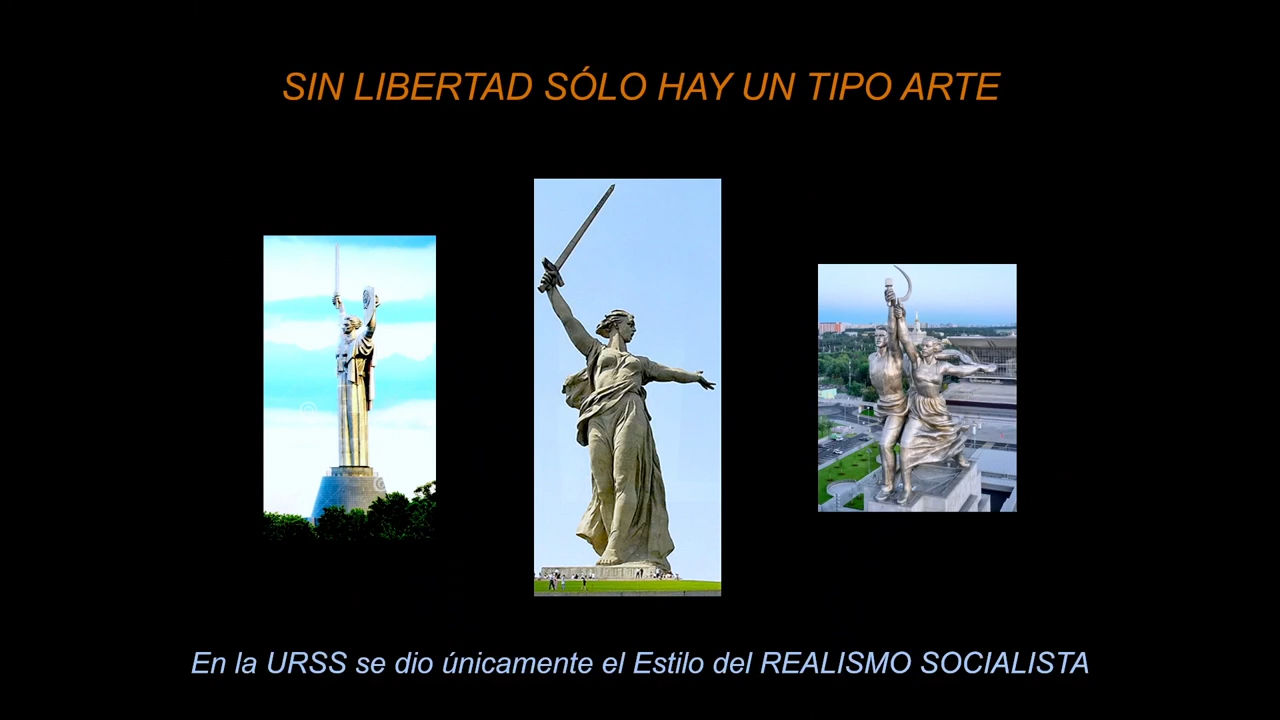 SIN LIBERTAD SÓLO HAY UN TIPO ARTE
En la URSS se dio únicamente el Estilo del REALISMO SOCIALISTA